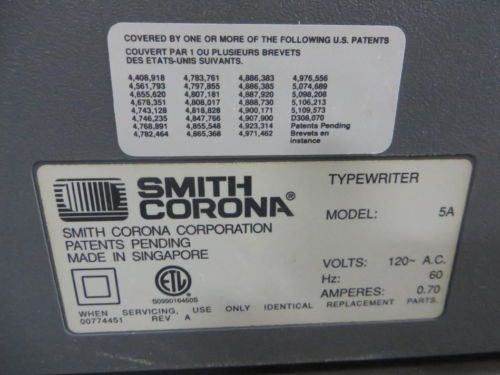 COVERED BY ONE OR MORE OF THE FOLLOWING U.S. PATENTS
COUVERT PAR 1 OU PLUSIEURS BREVETS
DES ETATS-UNIS SUIVANTS.
4,408,918 4,783,761 4,886,383 4,976,556
4,561,793 4,797,855 4,886,385 5,074,689
4,655,620 4,807,181 4,887,920 5,098,208
4,678,351 4,808,017 4,888,730 5,106,213
4,743,128 4,818,828 4,900,171 5,109,573
4,746,235 4,847,766 4,907,900 D308,070
4,768,891 4,855,548 4,923,314 Patents Pending
4,782,464 4,865,368 4,971,462 Brevets en
instance
SMITH
CORONA®
TYPEWRITER
MODEL: 5A
SMITH CORONA CORPORATION
PATENTS PENDING
MADE IN SINGAPORE
VOLTS: 120~ A.C.
Hz: 60
AMPERES: 0.70
ETL
WHEN SERVICING, USE ONLY IDENTICAL REPLACEMENT PARTS.
00774451 REV A